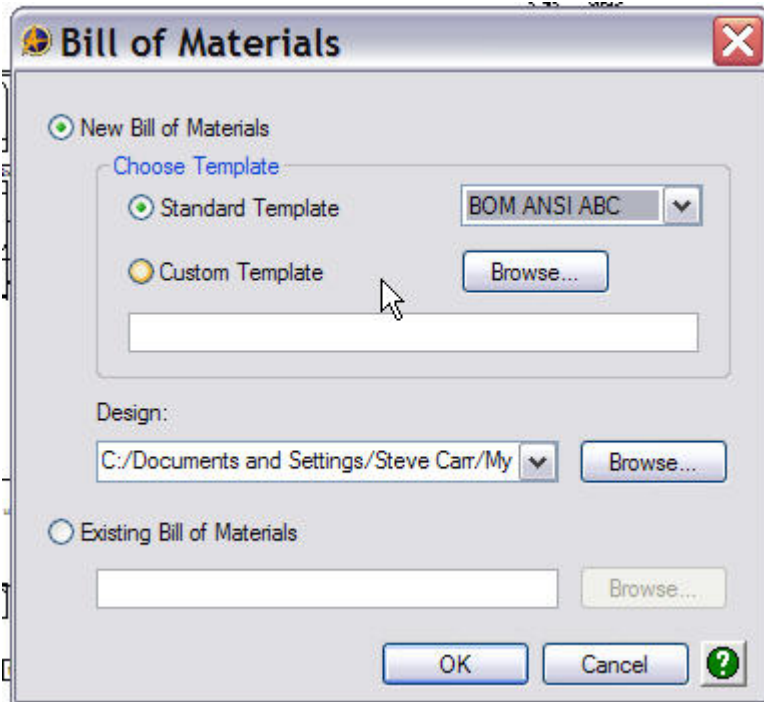 Bill of Materials
New Bill of Materials
Choose Template
Standard Template BOM ANSI ABC
Custom Template Browse...
Design:
C:/Documents and Settings/Steve Carr/My Browse...
Existing Bill of Materials
Browse...
OK Cancel ?